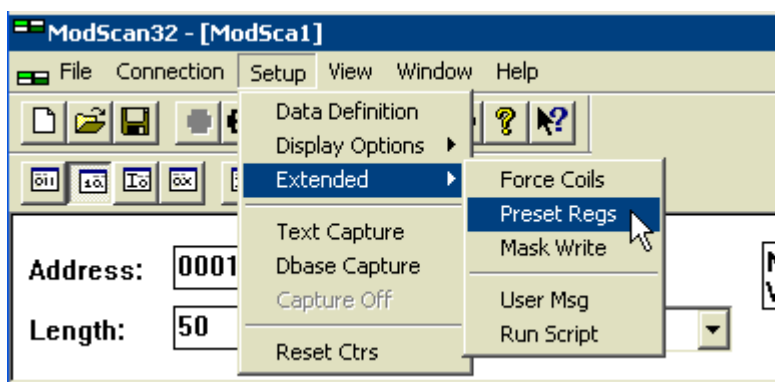 ModScan32 - [ModSca1]
File Connection Setup View Window Help
Data Definition
Display Options
Extended
Text Capture
Dbase Capture
Capture Off
Reset Ctrs
Force Coils
Preset Regs
Mask Write
User Msg
Run Script
Address: 0001
Length: 50